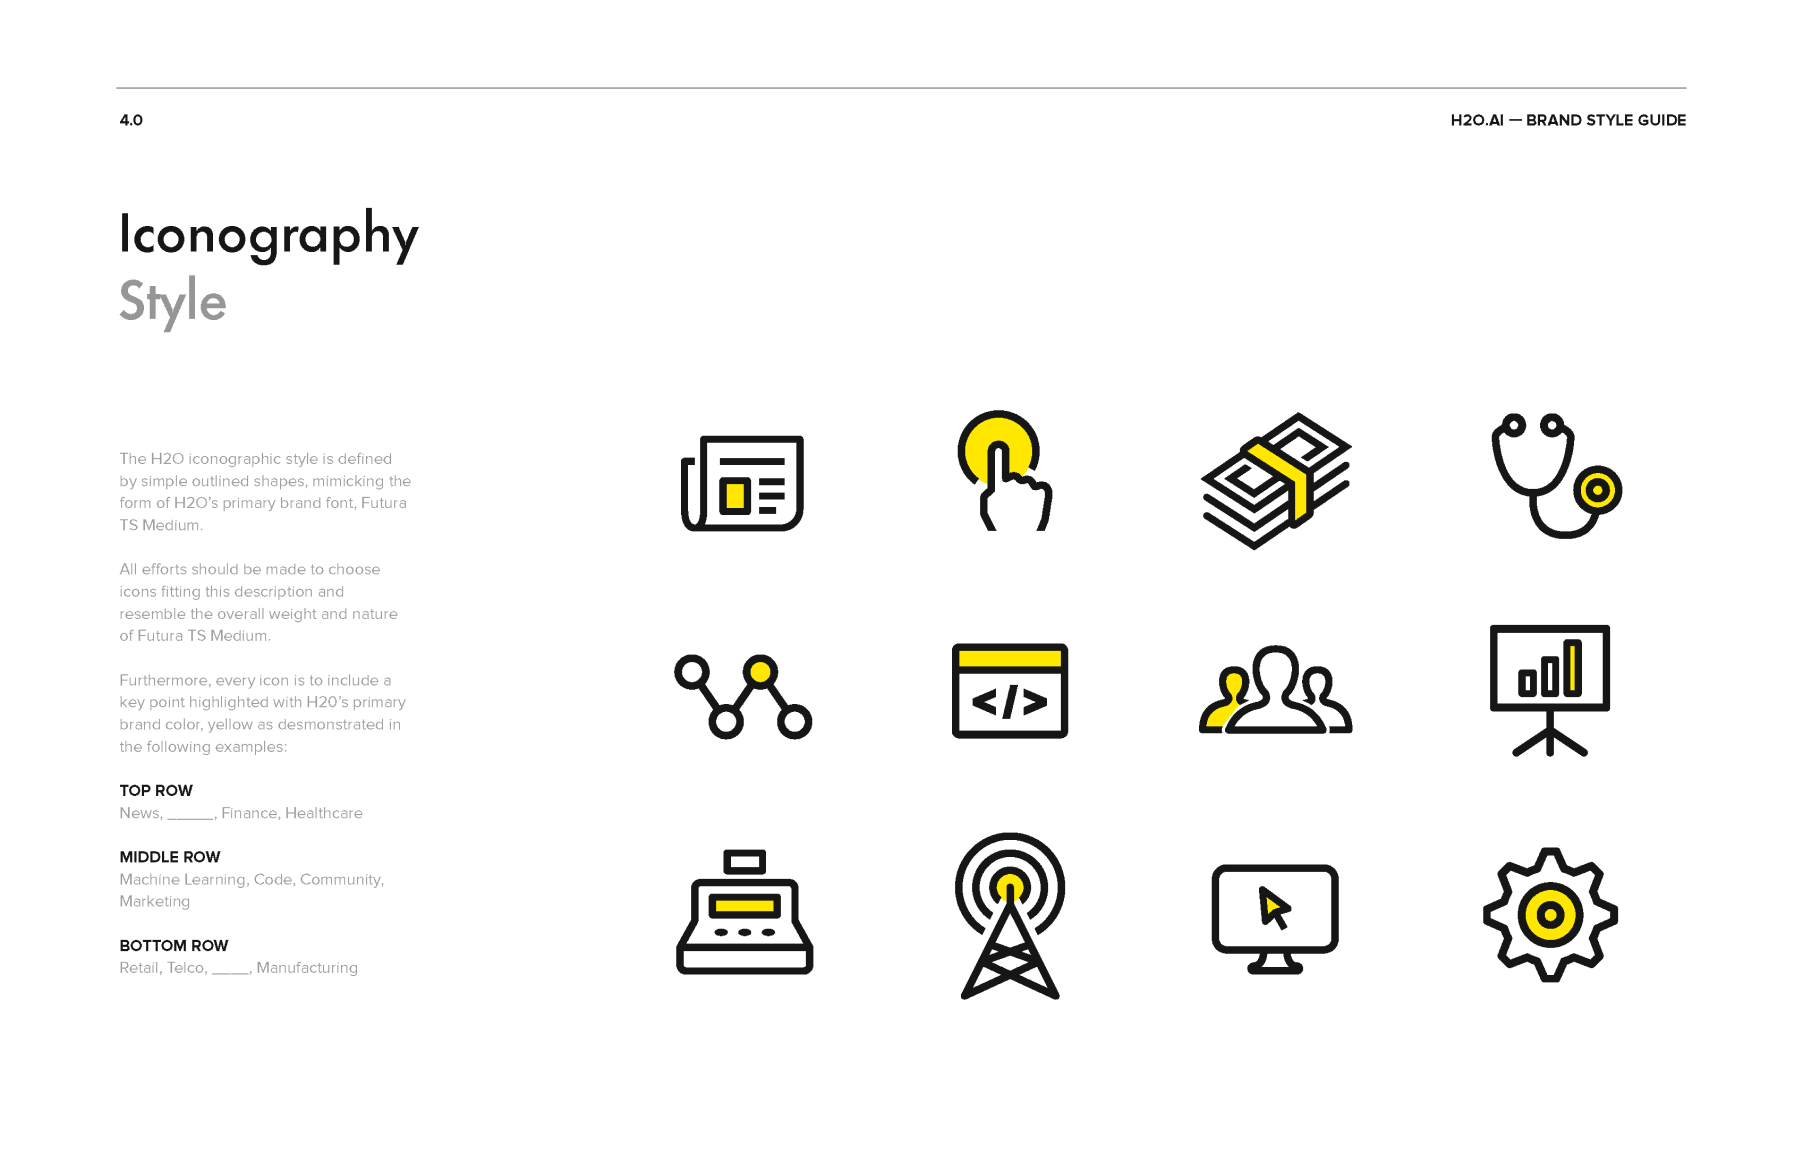 4.0
H2O.AI — BRAND STYLE GUIDE
Iconography
Style
The H2O iconographic style is defined
by simple outlined shapes, mimicking the
form of H2O's primary brand font, Futura
TS Medium.
All efforts should be made to choose
icons fitting this description and
resemble the overall weight and nature
of Futura TS Medium.
Furthermore, every icon is to include a
key point highlighted with H20's primary
brand color, yellow as desmonstrated in
the following examples:
TOP ROW
News, _____, Finance, Healthcare
MIDDLE ROW
Machine Learning, Code, Community,
Marketing
BOTTOM ROW
Retail, Telco, ____, Manufacturing
</>